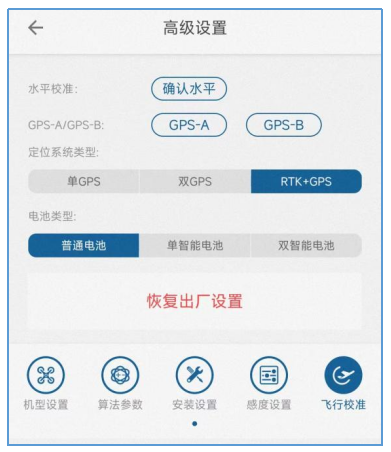 高级设置
水平校准: 确认水平
GPS-A/GPS-B: GPS-A GPS-B
定位系统类型:
单GPS 双GPS RTK+GPS
电池类型:
普通电池 单智能电池 双智能电池
恢复出厂设置
机型设置 算法参数 安装设置 感度设置 飞行校准